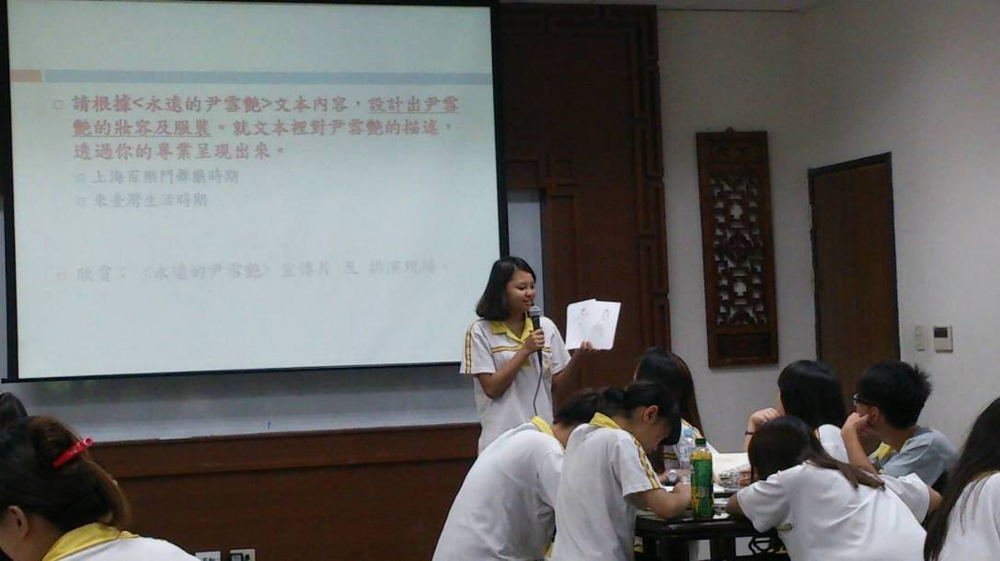 請根據<永遠的尹雪艷>文本內容，設計出尹雪
艷的妝容及服裝。就文本裡對尹雪艷的描述，
透過你的專業呈現出來。
上海百樂門舞廳時期
來臺灣生活時期
欣賞：〈永遠的尹雪艷〉宣傳片 及 排演現場。